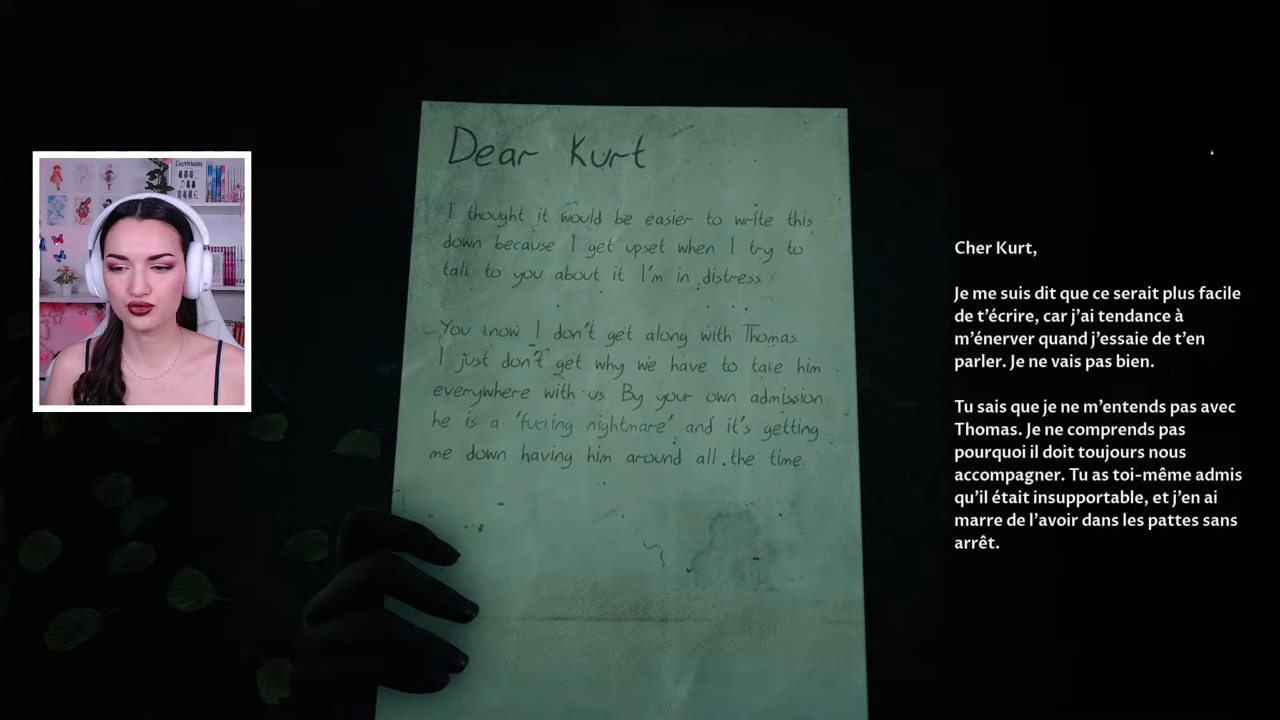 Dear Kurt
I thought it would be easier to write this
down because I get upset when I try to
talk to you about it I'm in distress
You know I don't get along with Thomas.
I just don't get why we have to take him
everywhere with us. By your own admission
he is a 'fucking nightmare' and it's getting
me down having him around all the time.
Cher Kurt,
Je me suis dit que ce serait plus facile
de t'écrire, car j'ai tendance à
m'énerver quand j'essaie de t'en
parler. Je ne vais pas bien.
Tu sais que je ne m'entends pas avec
Thomas. Je ne comprends pas
pourquoi il doit toujours nous
accompagner. Tu as toi-même admis
qu'il était insupportable, et j'en ai
marre de l'avoir dans les pattes sans
arrêt.